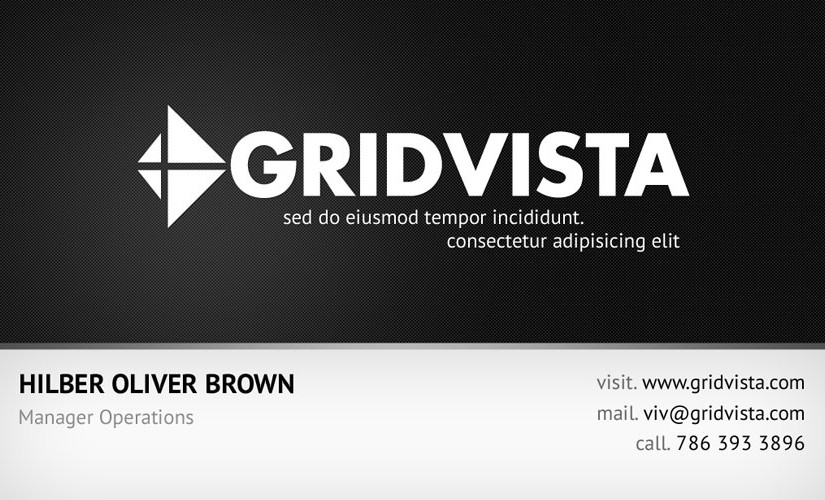 GRIDVISTA
sed do eiusmod tempor incididunt.
consectetur adipisicing elit
HILBER OLIVER BROWN
Manager Operations
visit. www.gridvista.com
mail. viv@gridvista.com
call. 786 393 3896